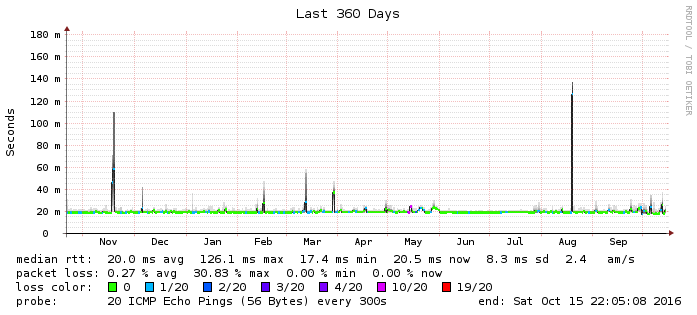 Last 360 Days
RRDTOOL / TOBI OETIKER
Seconds
180 m
160 m
140 m
120 m
100 m
80 m
60 m
40 m
20 m
0
Nov Dec Jan Feb Mar Apr May Jun Jul Aug Sep
median rtt: 20.0 ms avg 126.1 ms max 17.4 ms min 20.5 ms now 8.3 ms sd 2.4 am/s
packet loss: 0.27 % avg 30.83 % max 0.00 % min 0.00 % now
loss color: 0 1/20 2/20 3/20 4/20 10/20 19/20
probe: 20 ICMP Echo Pings (56 Bytes) every 300s end: Sat Oct 15 22:05:08 2016